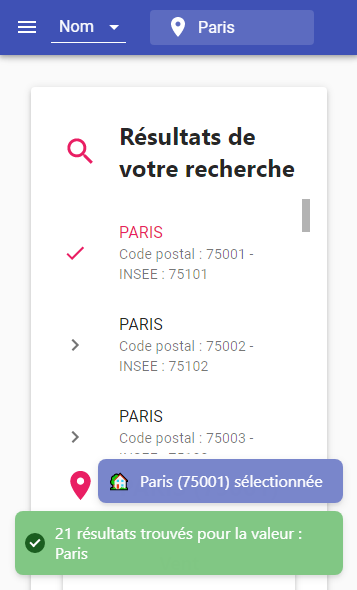 Nom
Paris
Résultats de
votre recherche
PARIS
Code postal : 75001 -
INSEE : 75101
PARIS
Code postal : 75002 -
INSEE : 75102
PARIS
Code postal : 75003 -
Paris (75001) sélectionnée
21 résultats trouvés pour la valeur :
Paris